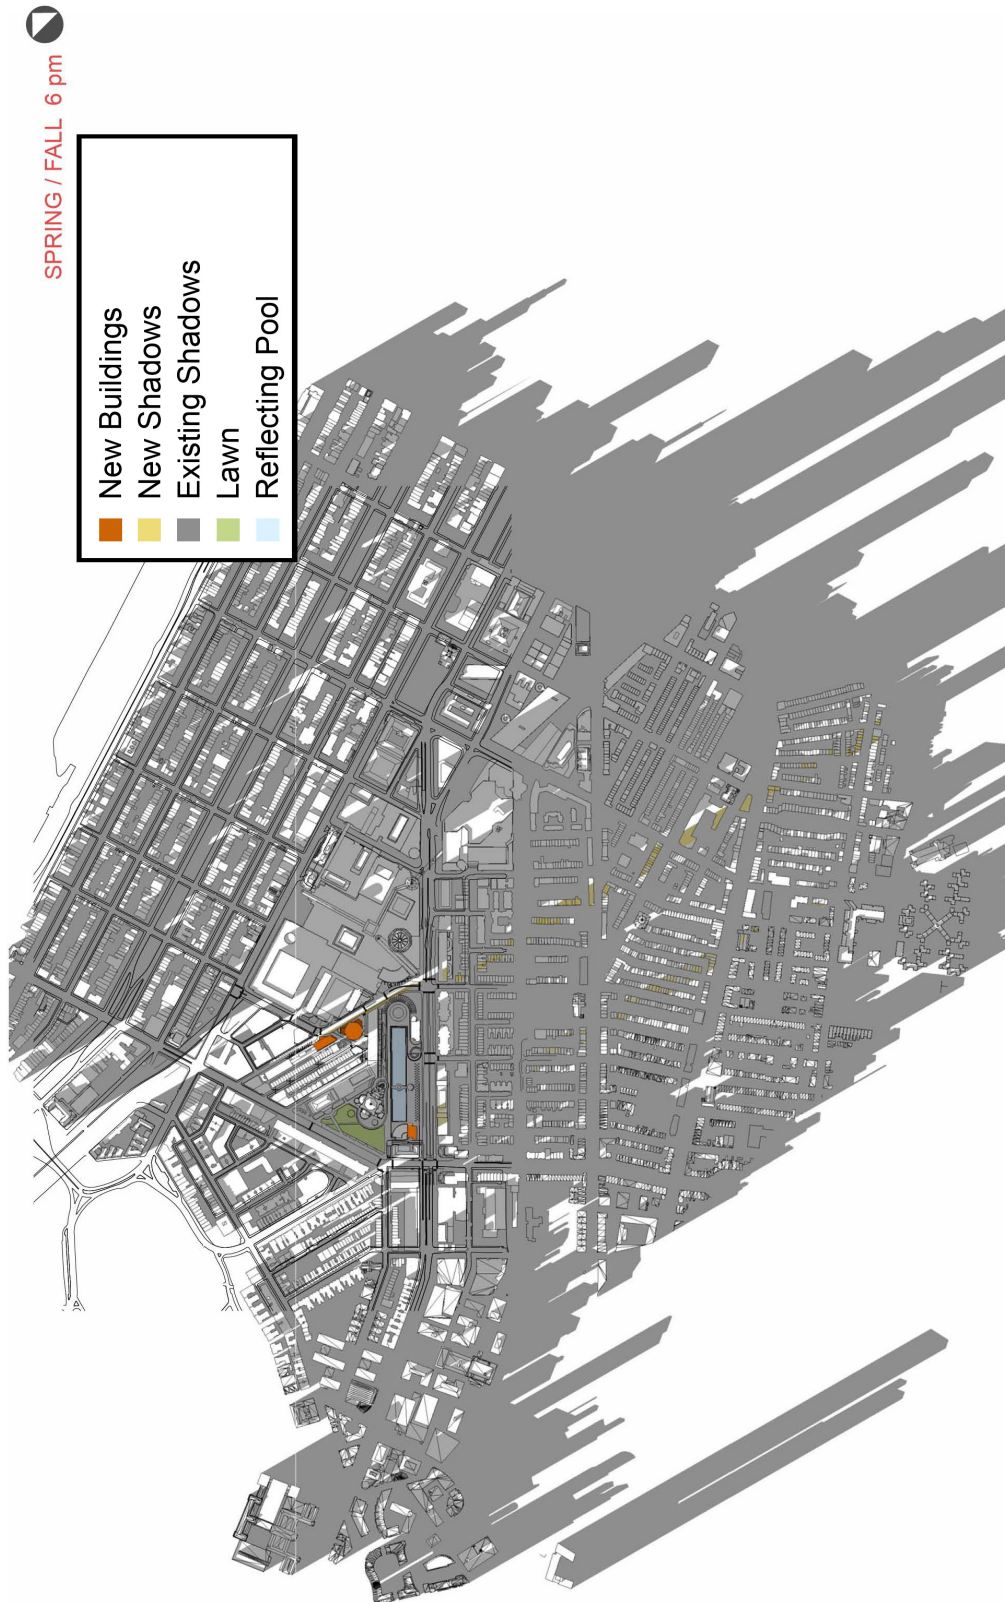 SPRING / FALL 6 pm
New Buildings
New Shadows
Existing Shadows
Lawn
Reflecting Pool